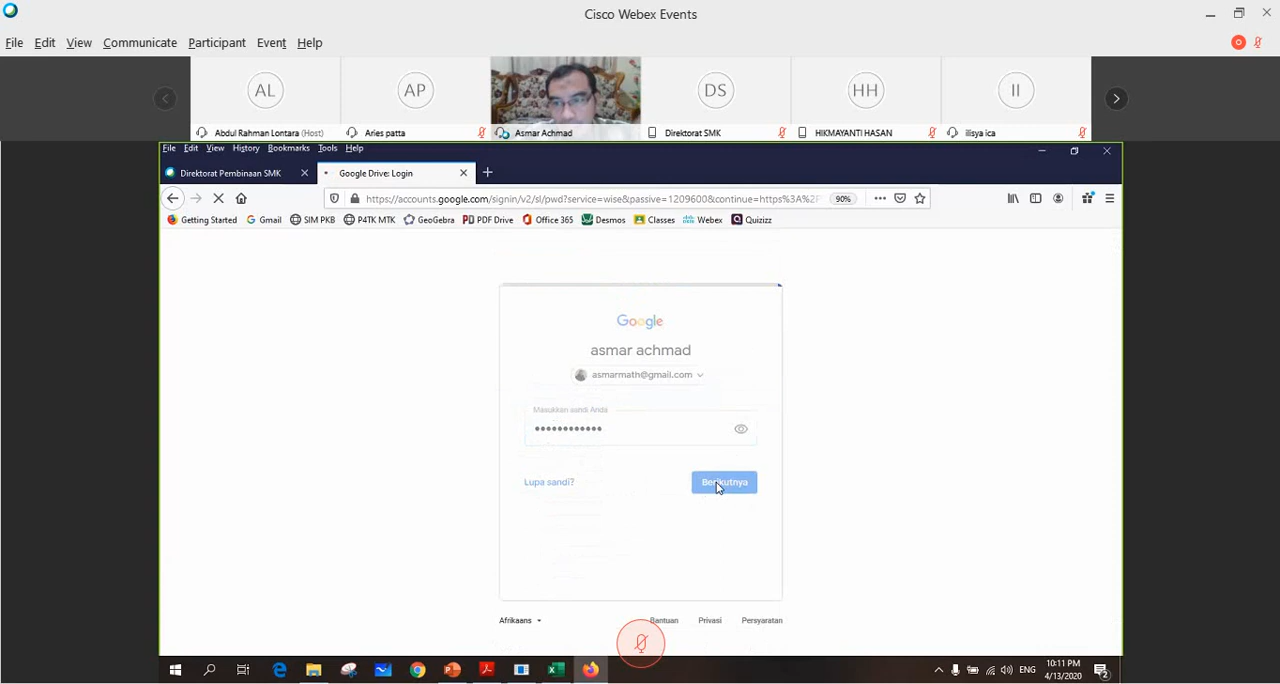 Cisco Webex Events
File Edit View Communicate Participant Event Help
AL AP DS HH II
Abdul Rahman Lontara (Host) Aries patta Asmar Achmad Direktorat SMK HIKMAYANTI HASAN ilisya ica
File Edit View History Bookmarks Tools Help
Direktorat Pembinaan SMK Google Drive: Login
https://accounts.google.com/signin/v2/sl/pwd?service=wise&passive=1209600&continue=https%3A%2F 90%
Getting Started Gmail SIM PKB P4TK MTK GeoGebra PDF Drive Office 365 Desmos Classes Webex Quizizz
Google
asmar achmad
asmarmath@gmail.com
Masukkan sandi Anda
Lupa sandi? Berikutnya
Afrikaans Bantuan Privasi Persyaratan
ENG 10:11 PM
4/13/2020 2